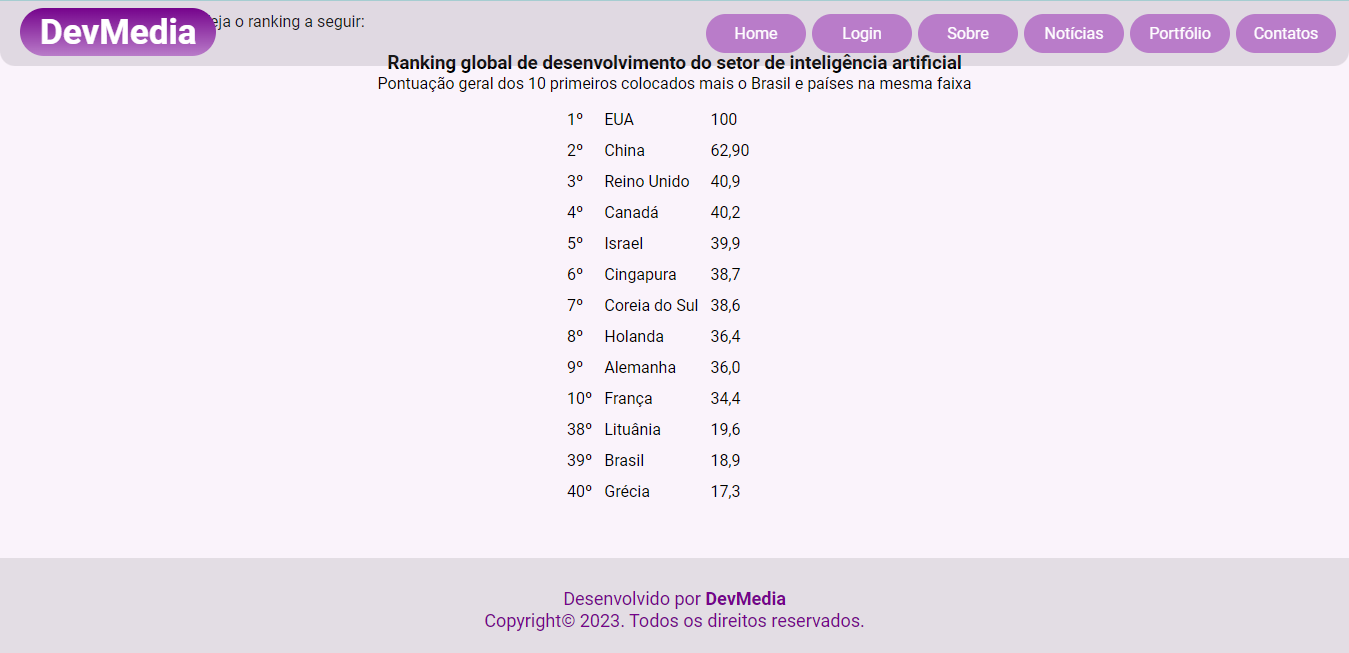 DevMedia
eja o ranking a seguir:
Home Login Sobre Notícias Portfólio Contatos
Ranking global de desenvolvimento do setor de inteligência artificial
Pontuação geral dos 10 primeiros colocados mais o Brasil e países na mesma faixa
1º EUA 100
2º China 62,90
3º Reino Unido 40,9
4º Canadá 40,2
5º Israel 39,9
6º Cingapura 38,7
7º Coreia do Sul 38,6
8º Holanda 36,4
9º Alemanha 36,0
10º França 34,4
38º Lituânia 19,6
39º Brasil 18,9
40º Grécia 17,3
Desenvolvido por DevMedia
Copyright© 2023. Todos os direitos reservados.